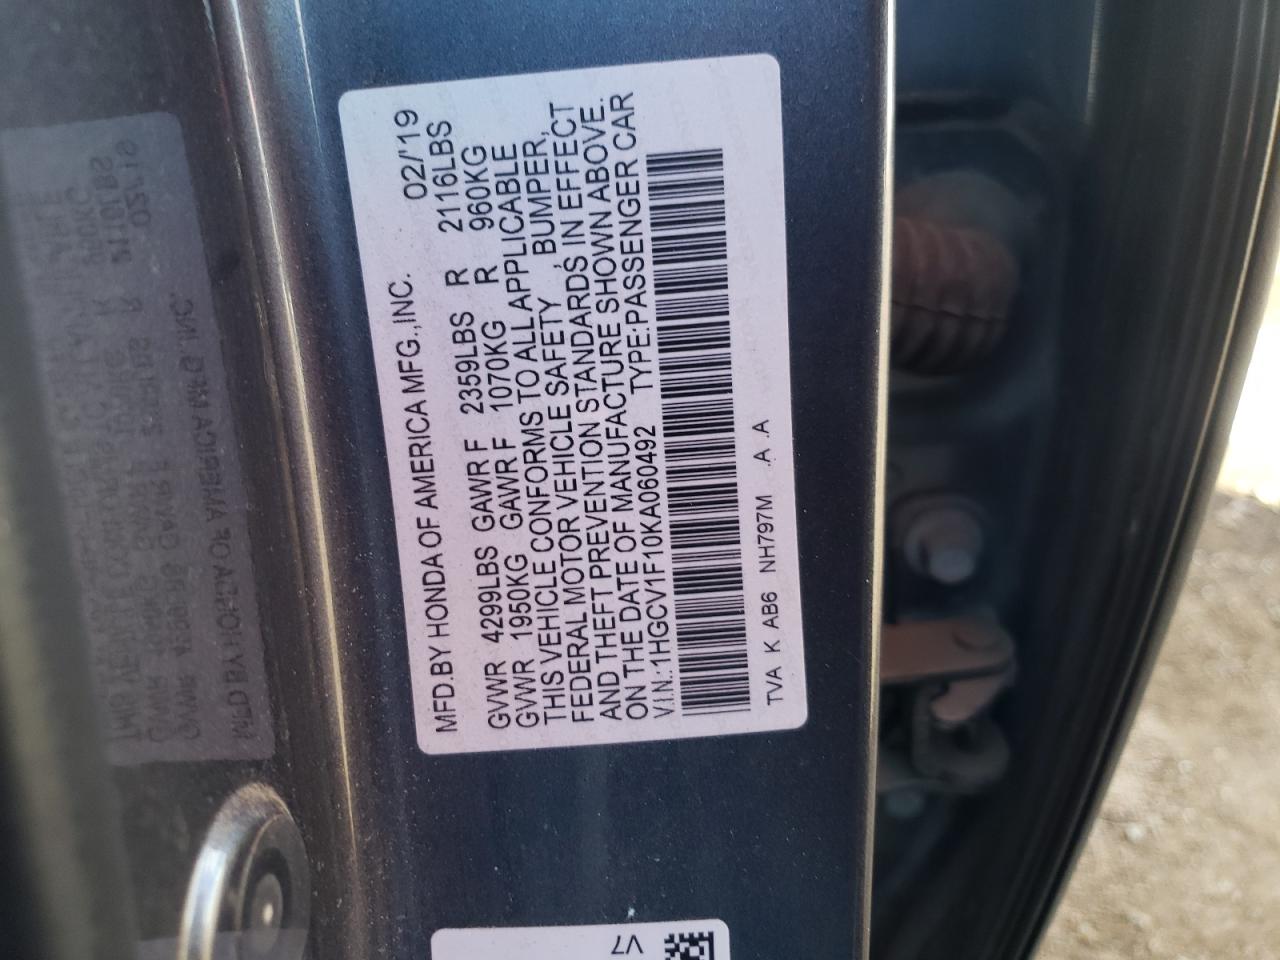 MFD.BY HONDA OF AMERICA MFG.,INC. 02/'19
GVWR 4299LBS GAWR F 2359LBS R 2116LBS
GVWR 1950KG GAWR F 1070KG R 960KG
THIS VEHICLE CONFORMS TO ALL APPLICABLE
FEDERAL MOTOR VEHICLE SAFETY, BUMPER,
AND THEFT PREVENTION STANDARDS IN EFFECT
ON THE DATE OF MANUFACTURE SHOWN ABOVE.
V.I.N.:1HGCV1F10KA060492 TYPE:PASSENGER CAR
TVA K AB6 NH797M .A .A
V7